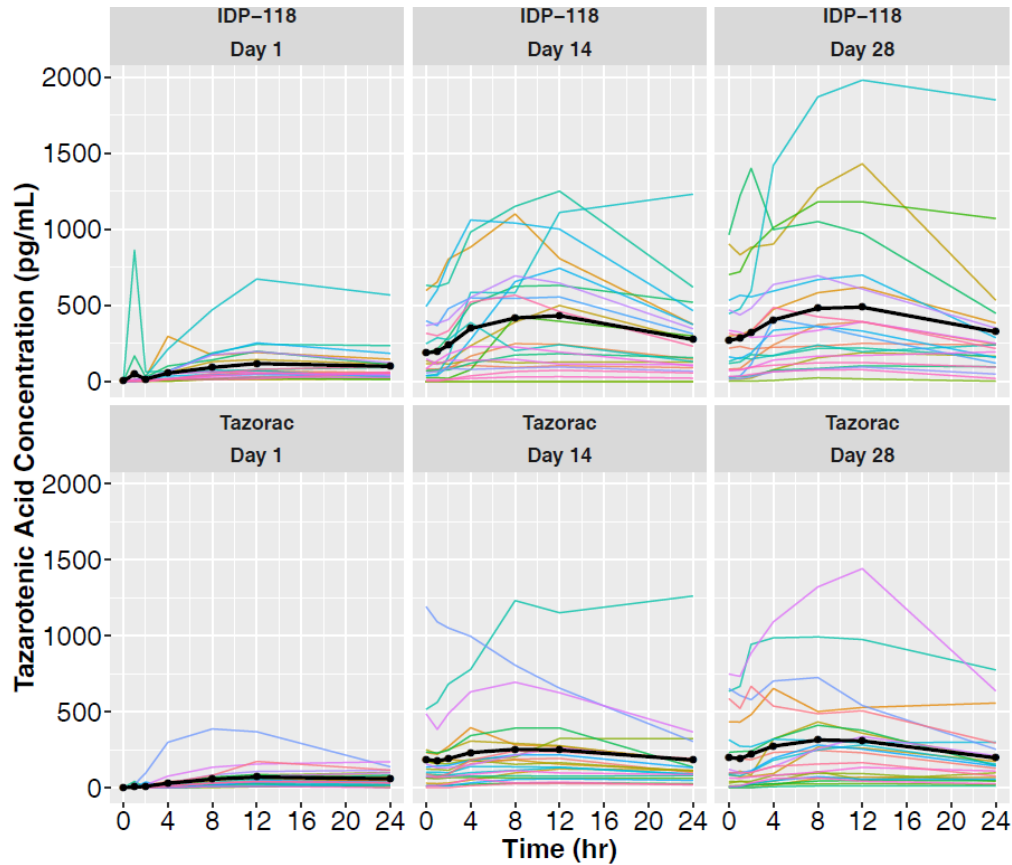 IDP−118
Day 1
IDP−118
Day 14
IDP−118
Day 28
2000
1500
1000
500
0
Tazarotenic Acid Concentration (pg/mL)
Tazorac
Day 1
Tazorac
Day 14
Tazorac
Day 28
2000
1500
1000
500
0
0 4 8 12 16 20 24
0 4 8 12 16 20 24
0 4 8 12 16 20 24
Time (hr)